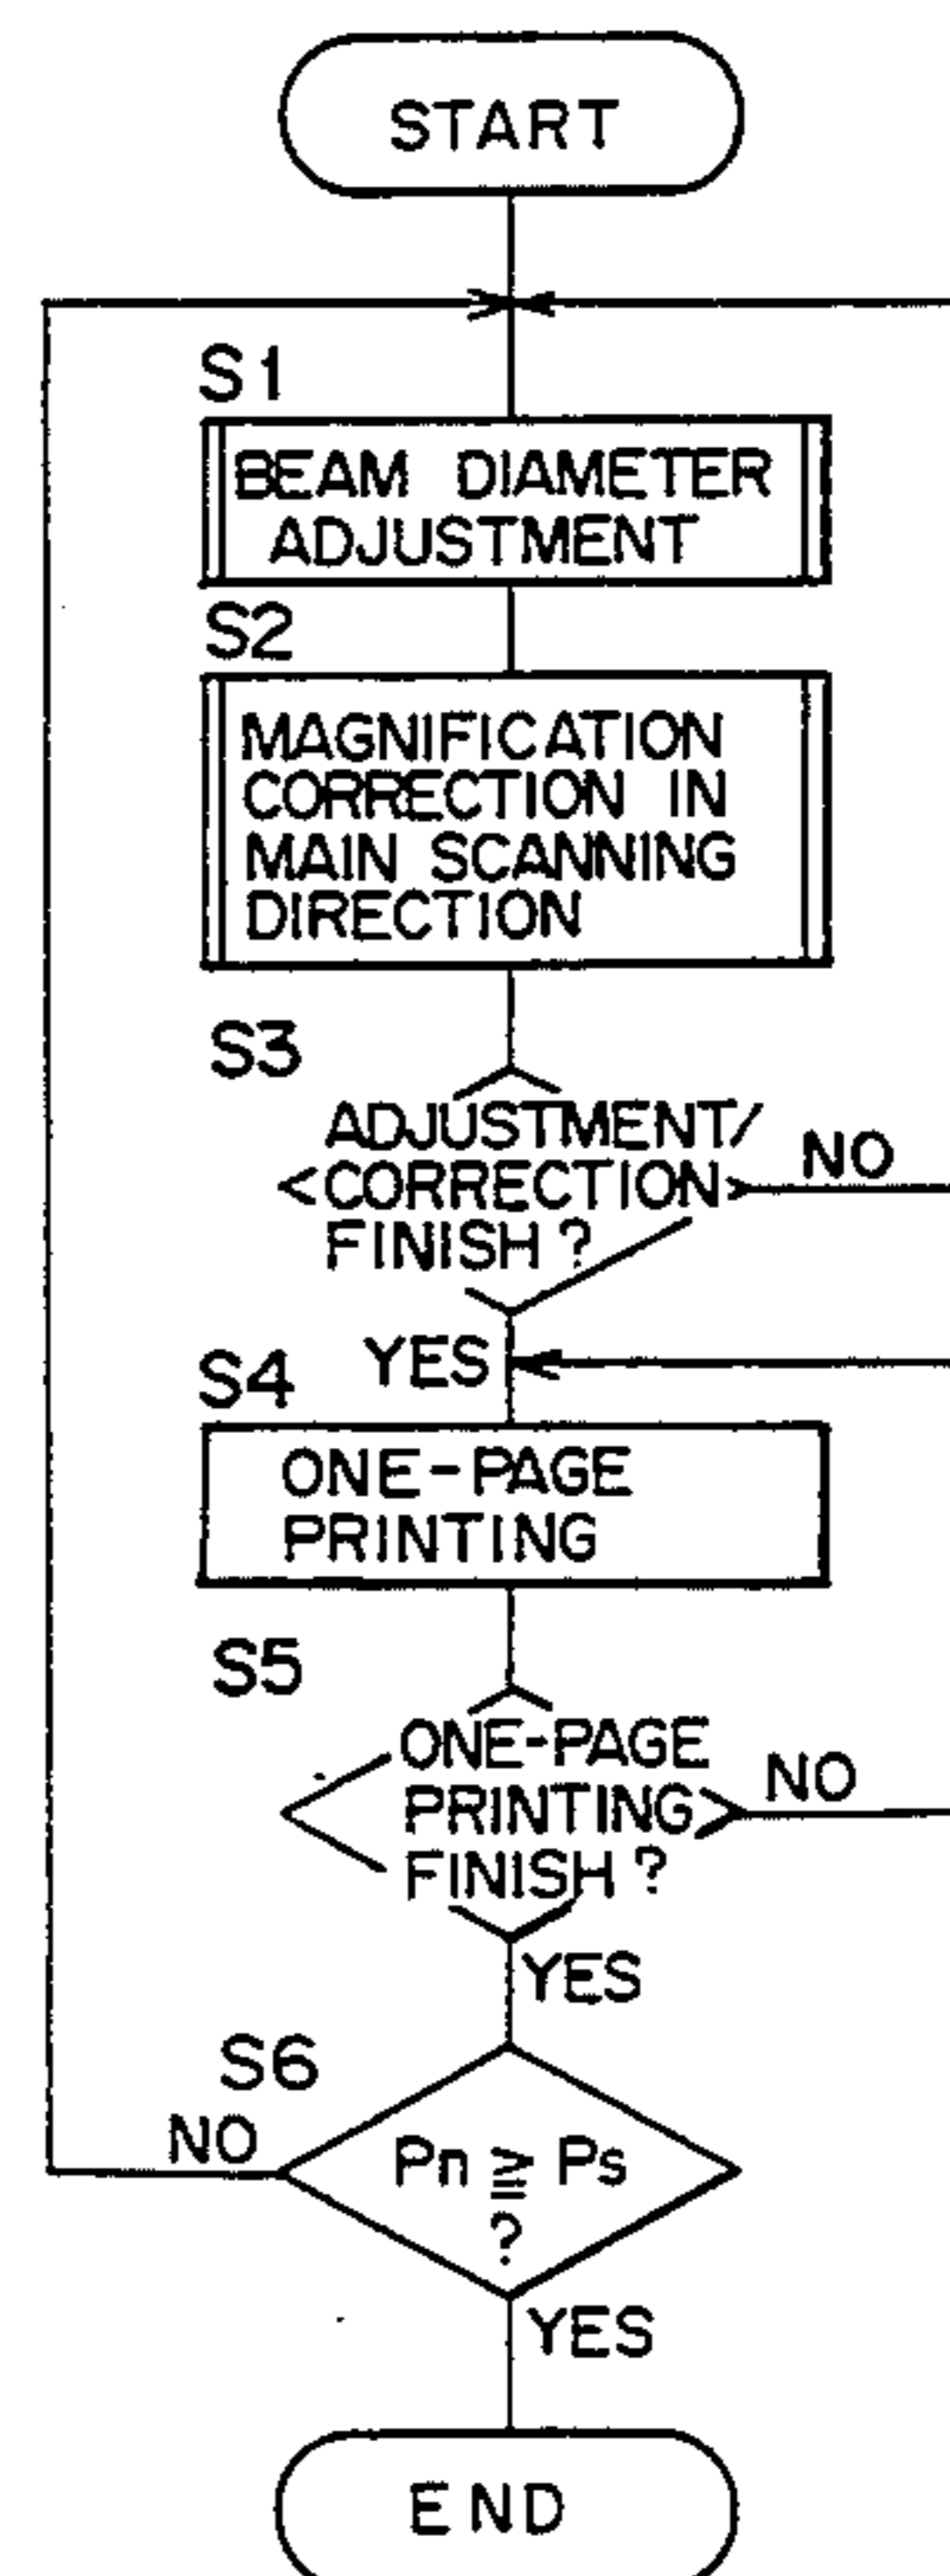 START
S1
BEAM DIAMETER
ADJUSTMENT
S2
MAGNIFICATION
CORRECTION IN
MAIN SCANNING
DIRECTION
S3
ADJUSTMENT/
CORRECTION
FINISH?
NO
YES
S4
ONE-PAGE
PRINTING
S5
ONE-PAGE
PRINTING
FINISH?
NO
YES
S6
NO
Pn ≧ Ps
?
YES
END